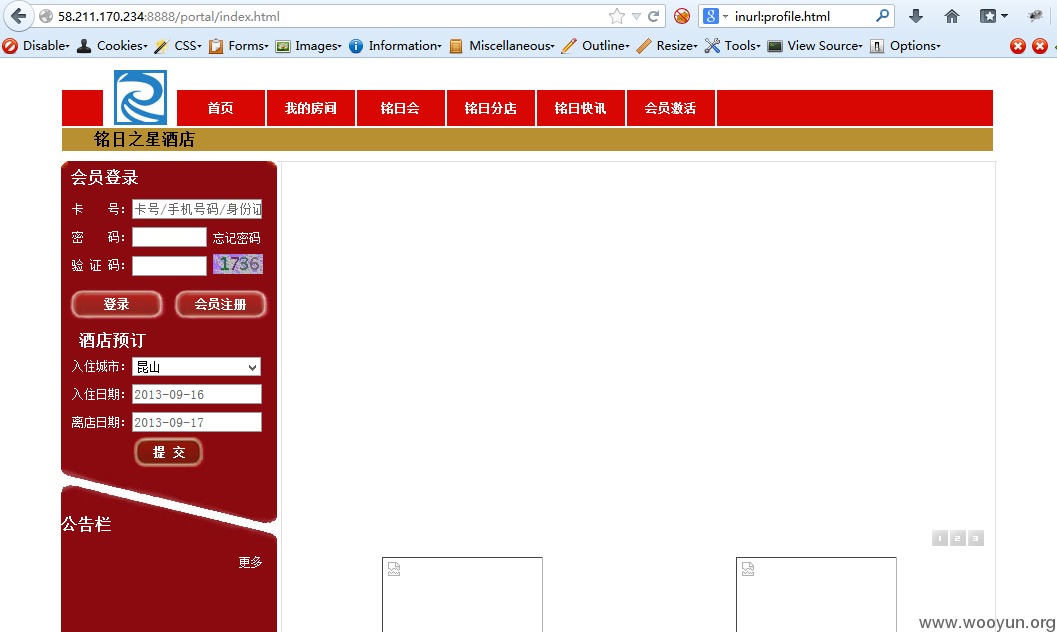 58.211.170.234:8888/portal/index.html
inurl:profile.html
Disable Cookies CSS Forms Images Information Miscellaneous Outline Resize Tools View Source Options
首页 我的房间 铭日会 铭日分店 铭日快讯 会员激活
铭日之星酒店
会员登录
卡 号: 卡号/手机号码/身份证
密 码: 忘记密码
验 证 码: 1736
登录 会员注册
酒店预订
入住城市: 昆山
入住日期: 2013-09-16
离店日期: 2013-09-17
提 交
公告栏
更多
1 2 3
www.wooyun.org